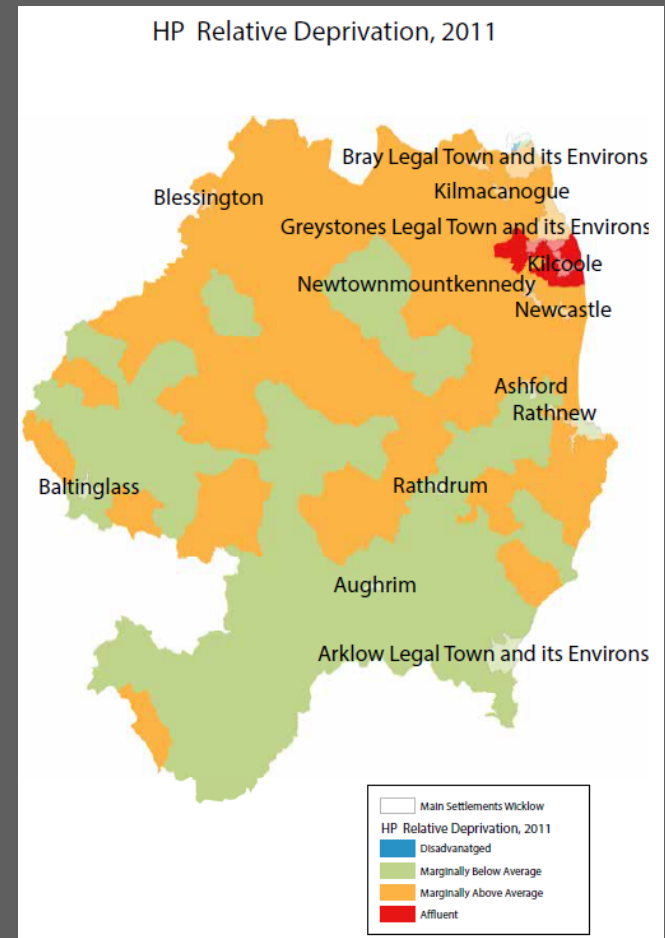 HP Relative Deprivation, 2011
Bray Legal Town and its Environs
Kilmacanogue
Blessington
Greystones Legal Town and its Environs
Kilcoole
Newtownmountkennedy
Newcastle
Ashford
Rathnew
Baltinglass
Rathdrum
Aughrim
Arklow Legal Town and its Environs
Main Settlements Wicklow
HP Relative Deprivation, 2011
Disadvanatged
Marginally Below Average
Marginally Above Average
Affluent